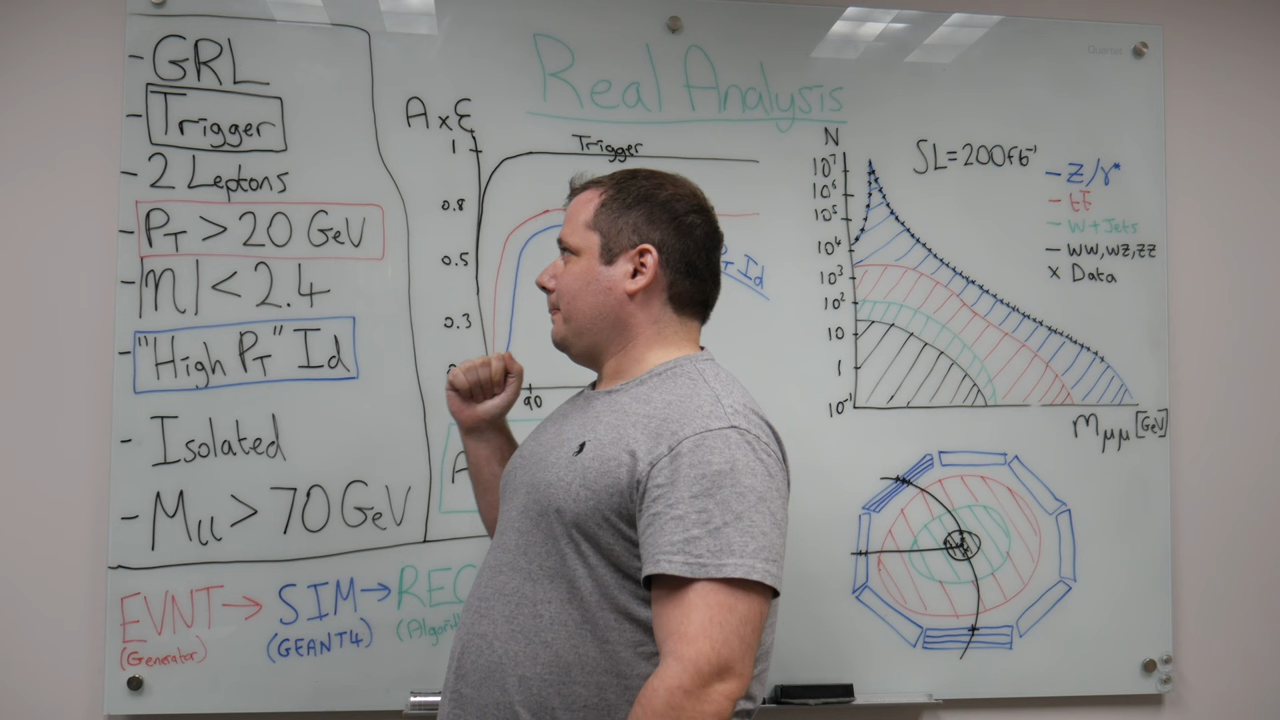 Real Analysis
- GRL
- Trigger
- 2 Leptons
- PT > 20 GeV
- |η| < 2.4
- "High PT" Id
- Isolated
- Mll > 70 GeV
EVNT → SIM → REC
(Generator) (GEANT4)
A x ε
Trigger
1
0.8
0.5
0.3
90
Id
A
N
10⁷
10⁶
10⁵
10⁴
10³
10²
10
1
10⁻¹
SL=200fb⁻¹
- Z/γ*
- tt̄
- W+Jets
- WW, WZ, ZZ
x Data
mμμ [GeV]